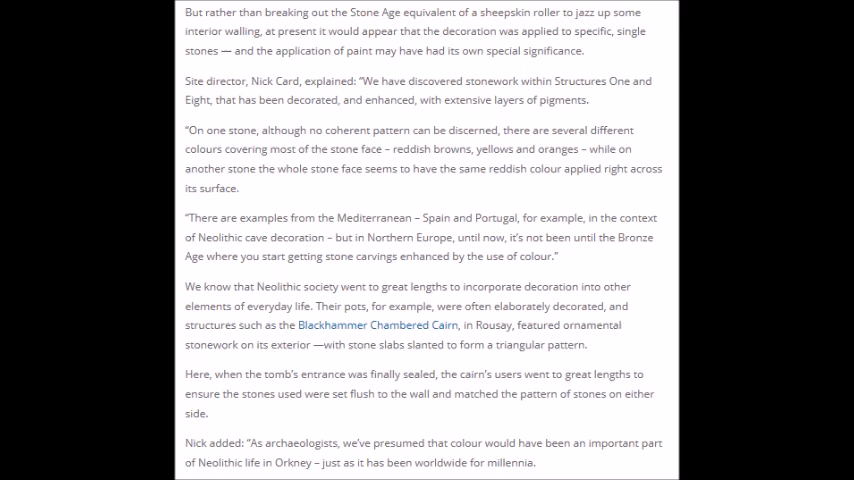 But rather than breaking out the Stone Age equivalent of a sheepskin roller to jazz up some
interior walling, at present it would appear that the decoration was applied to specific, single
stones — and the application of paint may have had its own special significance.
Site director, Nick Card, explained: “We have discovered stonework within Structures One and
Eight, that has been decorated, and enhanced, with extensive layers of pigments.
“On one stone, although no coherent pattern can be discerned, there are several different
colours covering most of the stone face – reddish browns, yellows and oranges – while on
another stone the whole stone face seems to have the same reddish colour applied right across
its surface.
“There are examples from the Mediterranean – Spain and Portugal, for example, in the context
of Neolithic cave decoration – but in Northern Europe, until now, it’s not been until the Bronze
Age where you start getting stone carvings enhanced by the use of colour.”
We know that Neolithic society went to great lengths to incorporate decoration into other
elements of everyday life. Their pots, for example, were often elaborately decorated, and
structures such as the Blackhammer Chambered Cairn, in Rousay, featured ornamental
stonework on its exterior —with stone slabs slanted to form a triangular pattern.
Here, when the tomb’s entrance was finally sealed, the cairn’s users went to great lengths to
ensure the stones used were set flush to the wall and matched the pattern of stones on either
side.
Nick added: “As archaeologists, we’ve presumed that colour would have been an important part
of Neolithic life in Orkney – just as it has been worldwide for millennia.